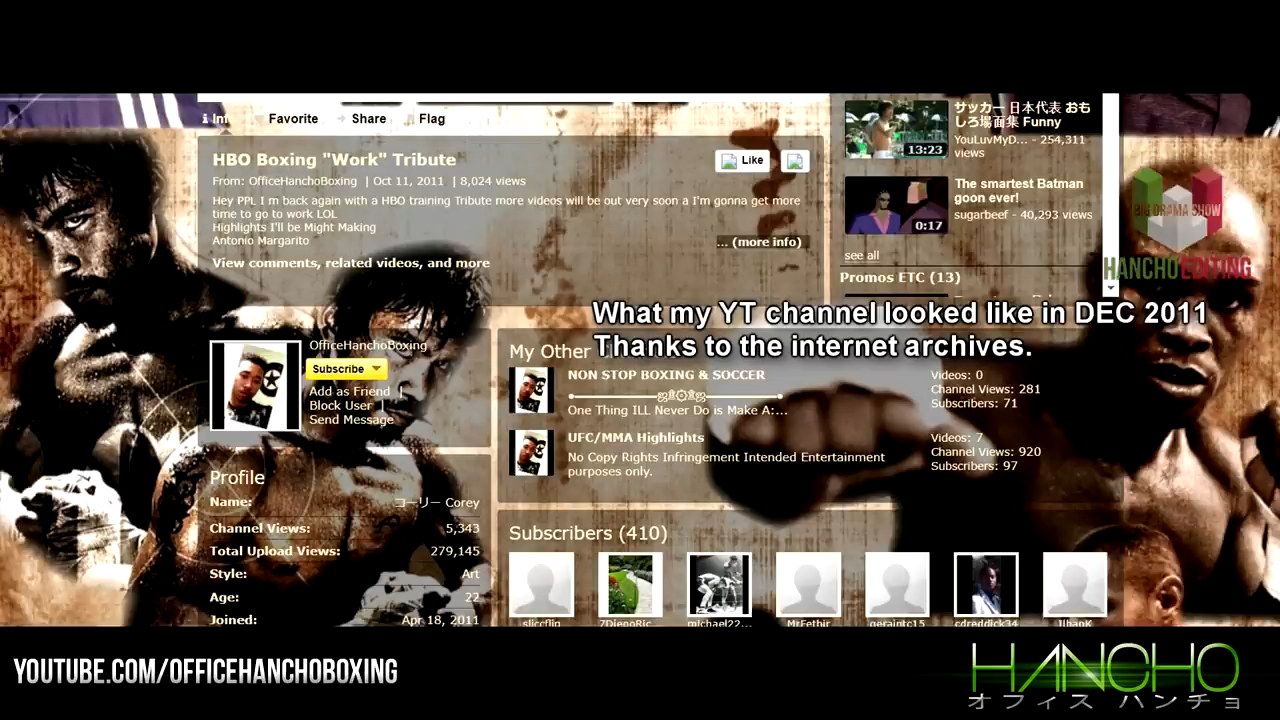 Favorite
Share
Flag
HBO Boxing "Work" Tribute
From: OfficeHanchoBoxing | Oct 11, 2011 | 8,024 views
Hey PPL I m back again with a HBO training Tribute more videos will be out very soon a I'm gonna get more
time to go to work LOL
Highlights I'll be Might Making
Antonio Margarito
... (more info)
View comments, related videos, and more
Like
13:23
サッカー 日本代表 おも
しろ場面集 Funny
YouLuvMyD... - 254,311
views
0:17
The smartest Batman
goon ever!
sugarbeef - 40,293 views
see all
Promos ETC (13)
BIG DRAMA SHOW
HANCHOEDITING
What my YT channel looked like in DEC 2011
Thanks to the internet archives.
OfficeHanchoBoxing
Subscribe
Add as Friend |
Block User |
Send Message
My Other
NON STOP BOXING & SOCCER
One Thing ILL Never Do is Make A:...
Videos: 0
Channel Views: 281
Subscribers: 71
UFC/MMA Highlights
No Copy Rights Infringement Intended Entertainment
purposes only.
Videos: 7
Channel Views: 920
Subscribers: 97
Profile
Name: コーリー Corey
Channel Views: 5,343
Total Upload Views: 279,145
Style: Art
Age: 22
Joined: Apr 18, 2011
Subscribers (410)
sliccflip
michael22...
MrFethir
geraintc15
cdreddick34
YOUTUBE.COM/OFFICEHANCHOBOXING
HANCHO
オフィス ハンチョ